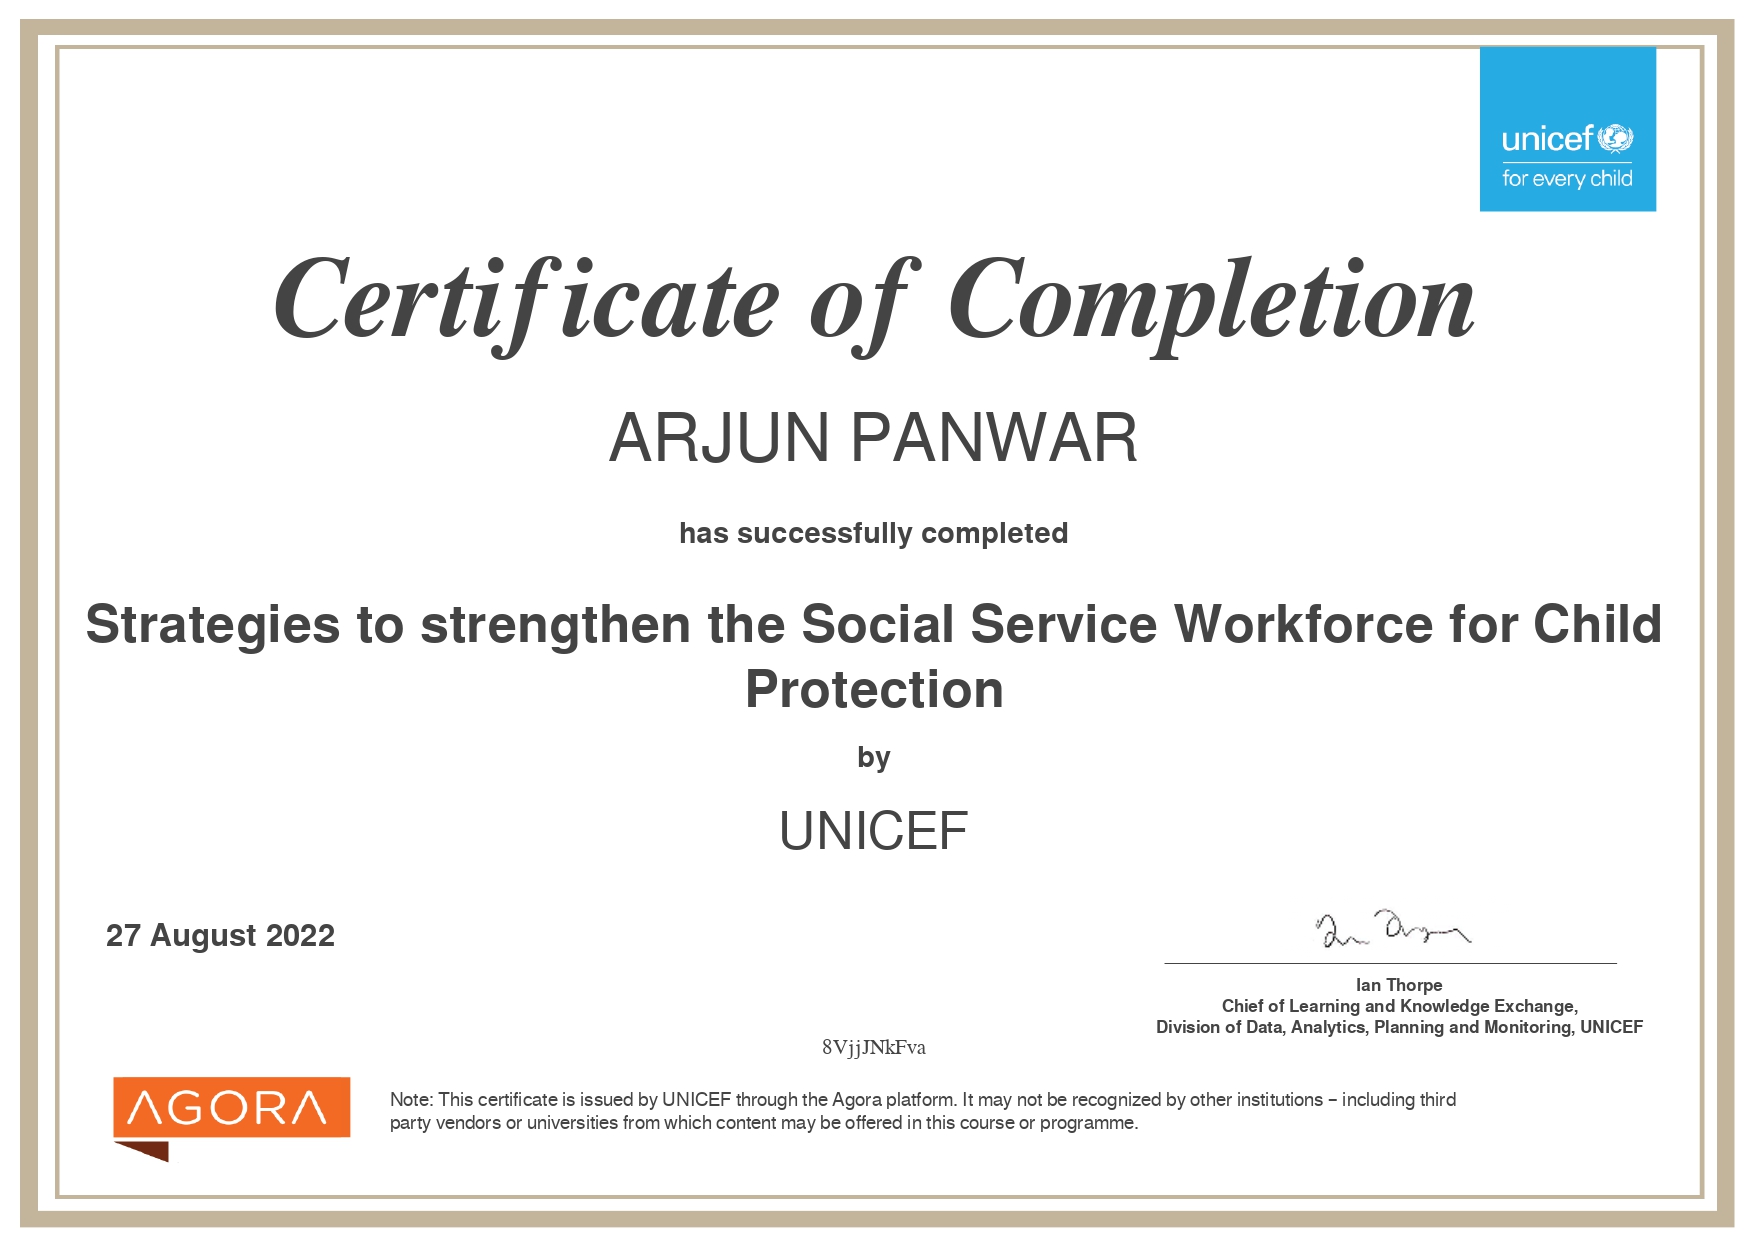 unicef
for every child
Certificate of Completion
ARJUN PANWAR
has successfully completed
Strategies to strengthen the Social Service Workforce for Child
Protection
by
UNICEF
27 August 2022
Ian Thorpe
Chief of Learning and Knowledge Exchange,
Division of Data, Analytics, Planning and Monitoring, UNICEF
8VjjJNkFva
AGORA
Note: This certificate is issued by UNICEF through the Agora platform. It may not be recognized by other institutions – including third
party vendors or universities from which content may be offered in this course or programme.